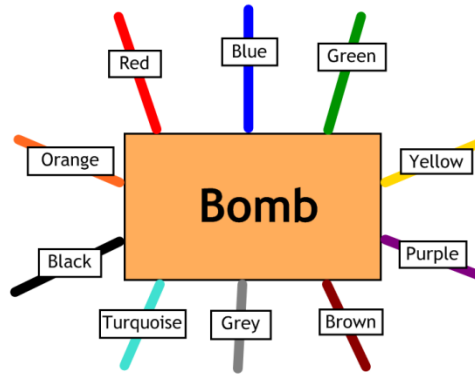 Blue
Red
Green
Orange
Yellow
Bomb
Black
Purple
Turquoise
Grey
Brown